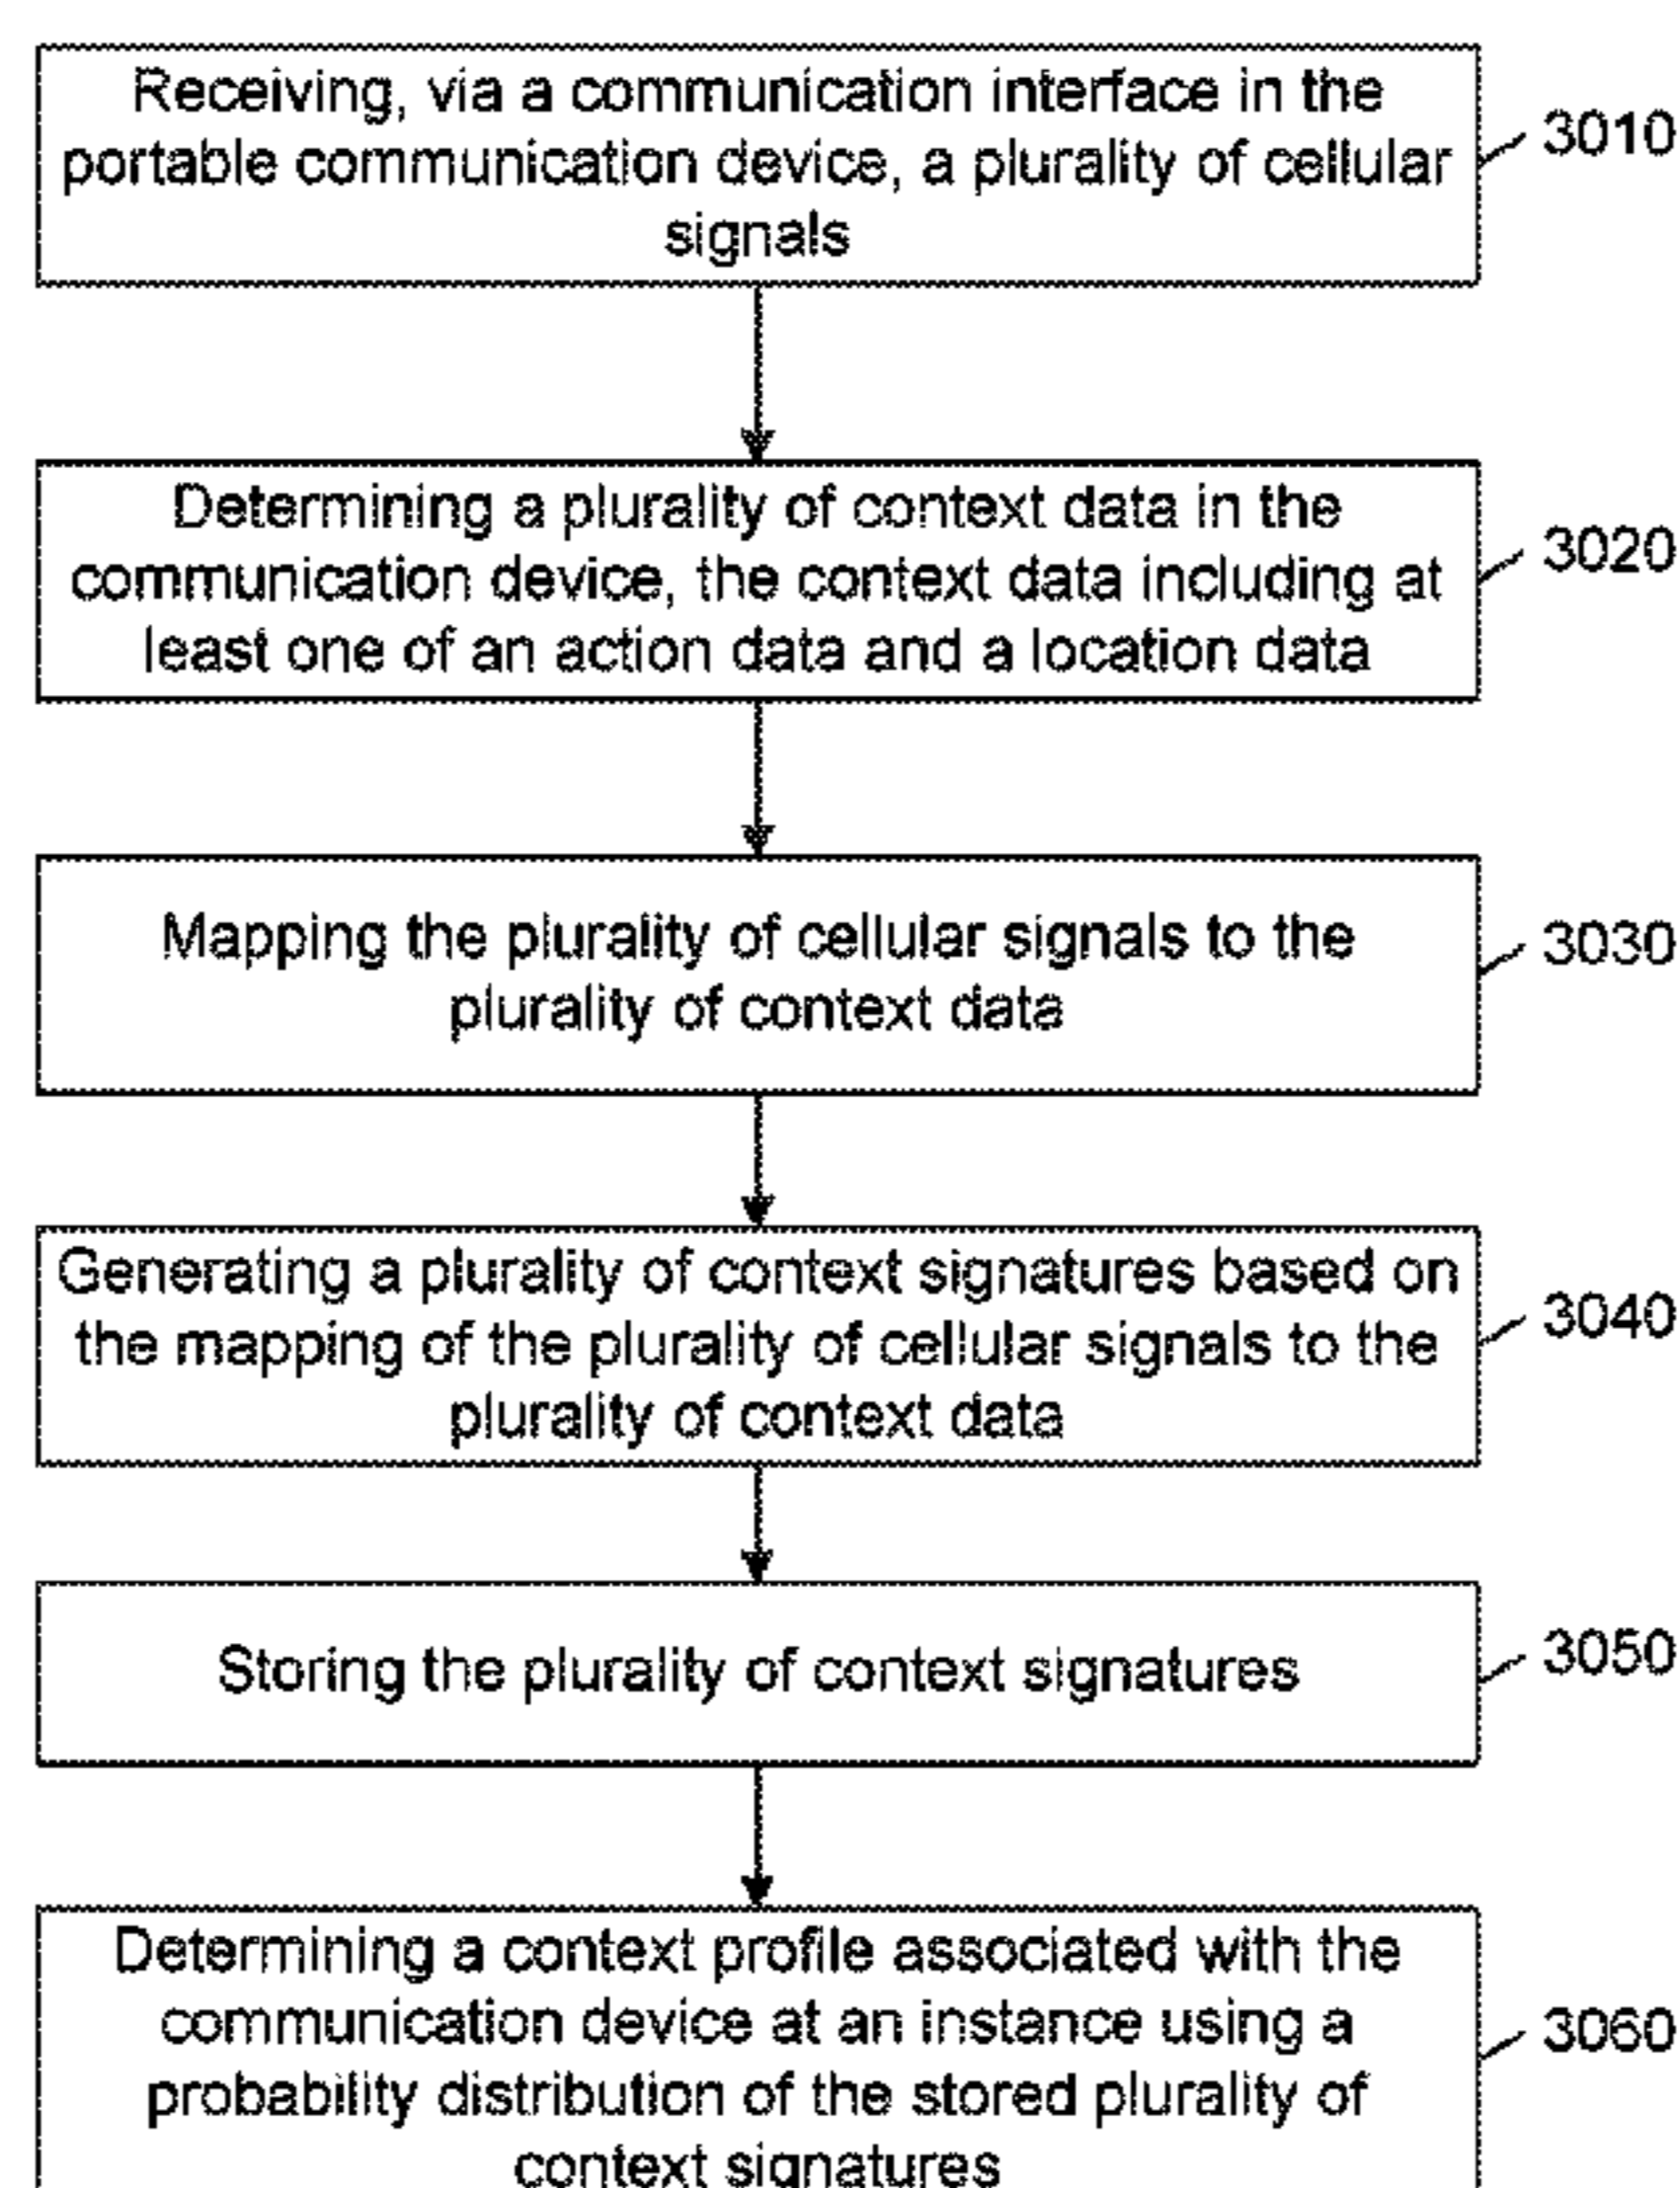 Receiving, via a communication interface in the
portable communication device, a plurality of cellular
signals
3010
Determining a plurality of context data in the
communication device, the context data including at
least one of an action data and a location data
3020
Mapping the plurality of cellular signals to the
plurality of context data
3030
Generating a plurality of context signatures based on
the mapping of the plurality of cellular signals to the
plurality of context data
3040
Storing the plurality of context signatures
3050
Determining a context profile associated with the
communication device at an instance using a
probability distribution of the stored plurality of
context signatures
3060